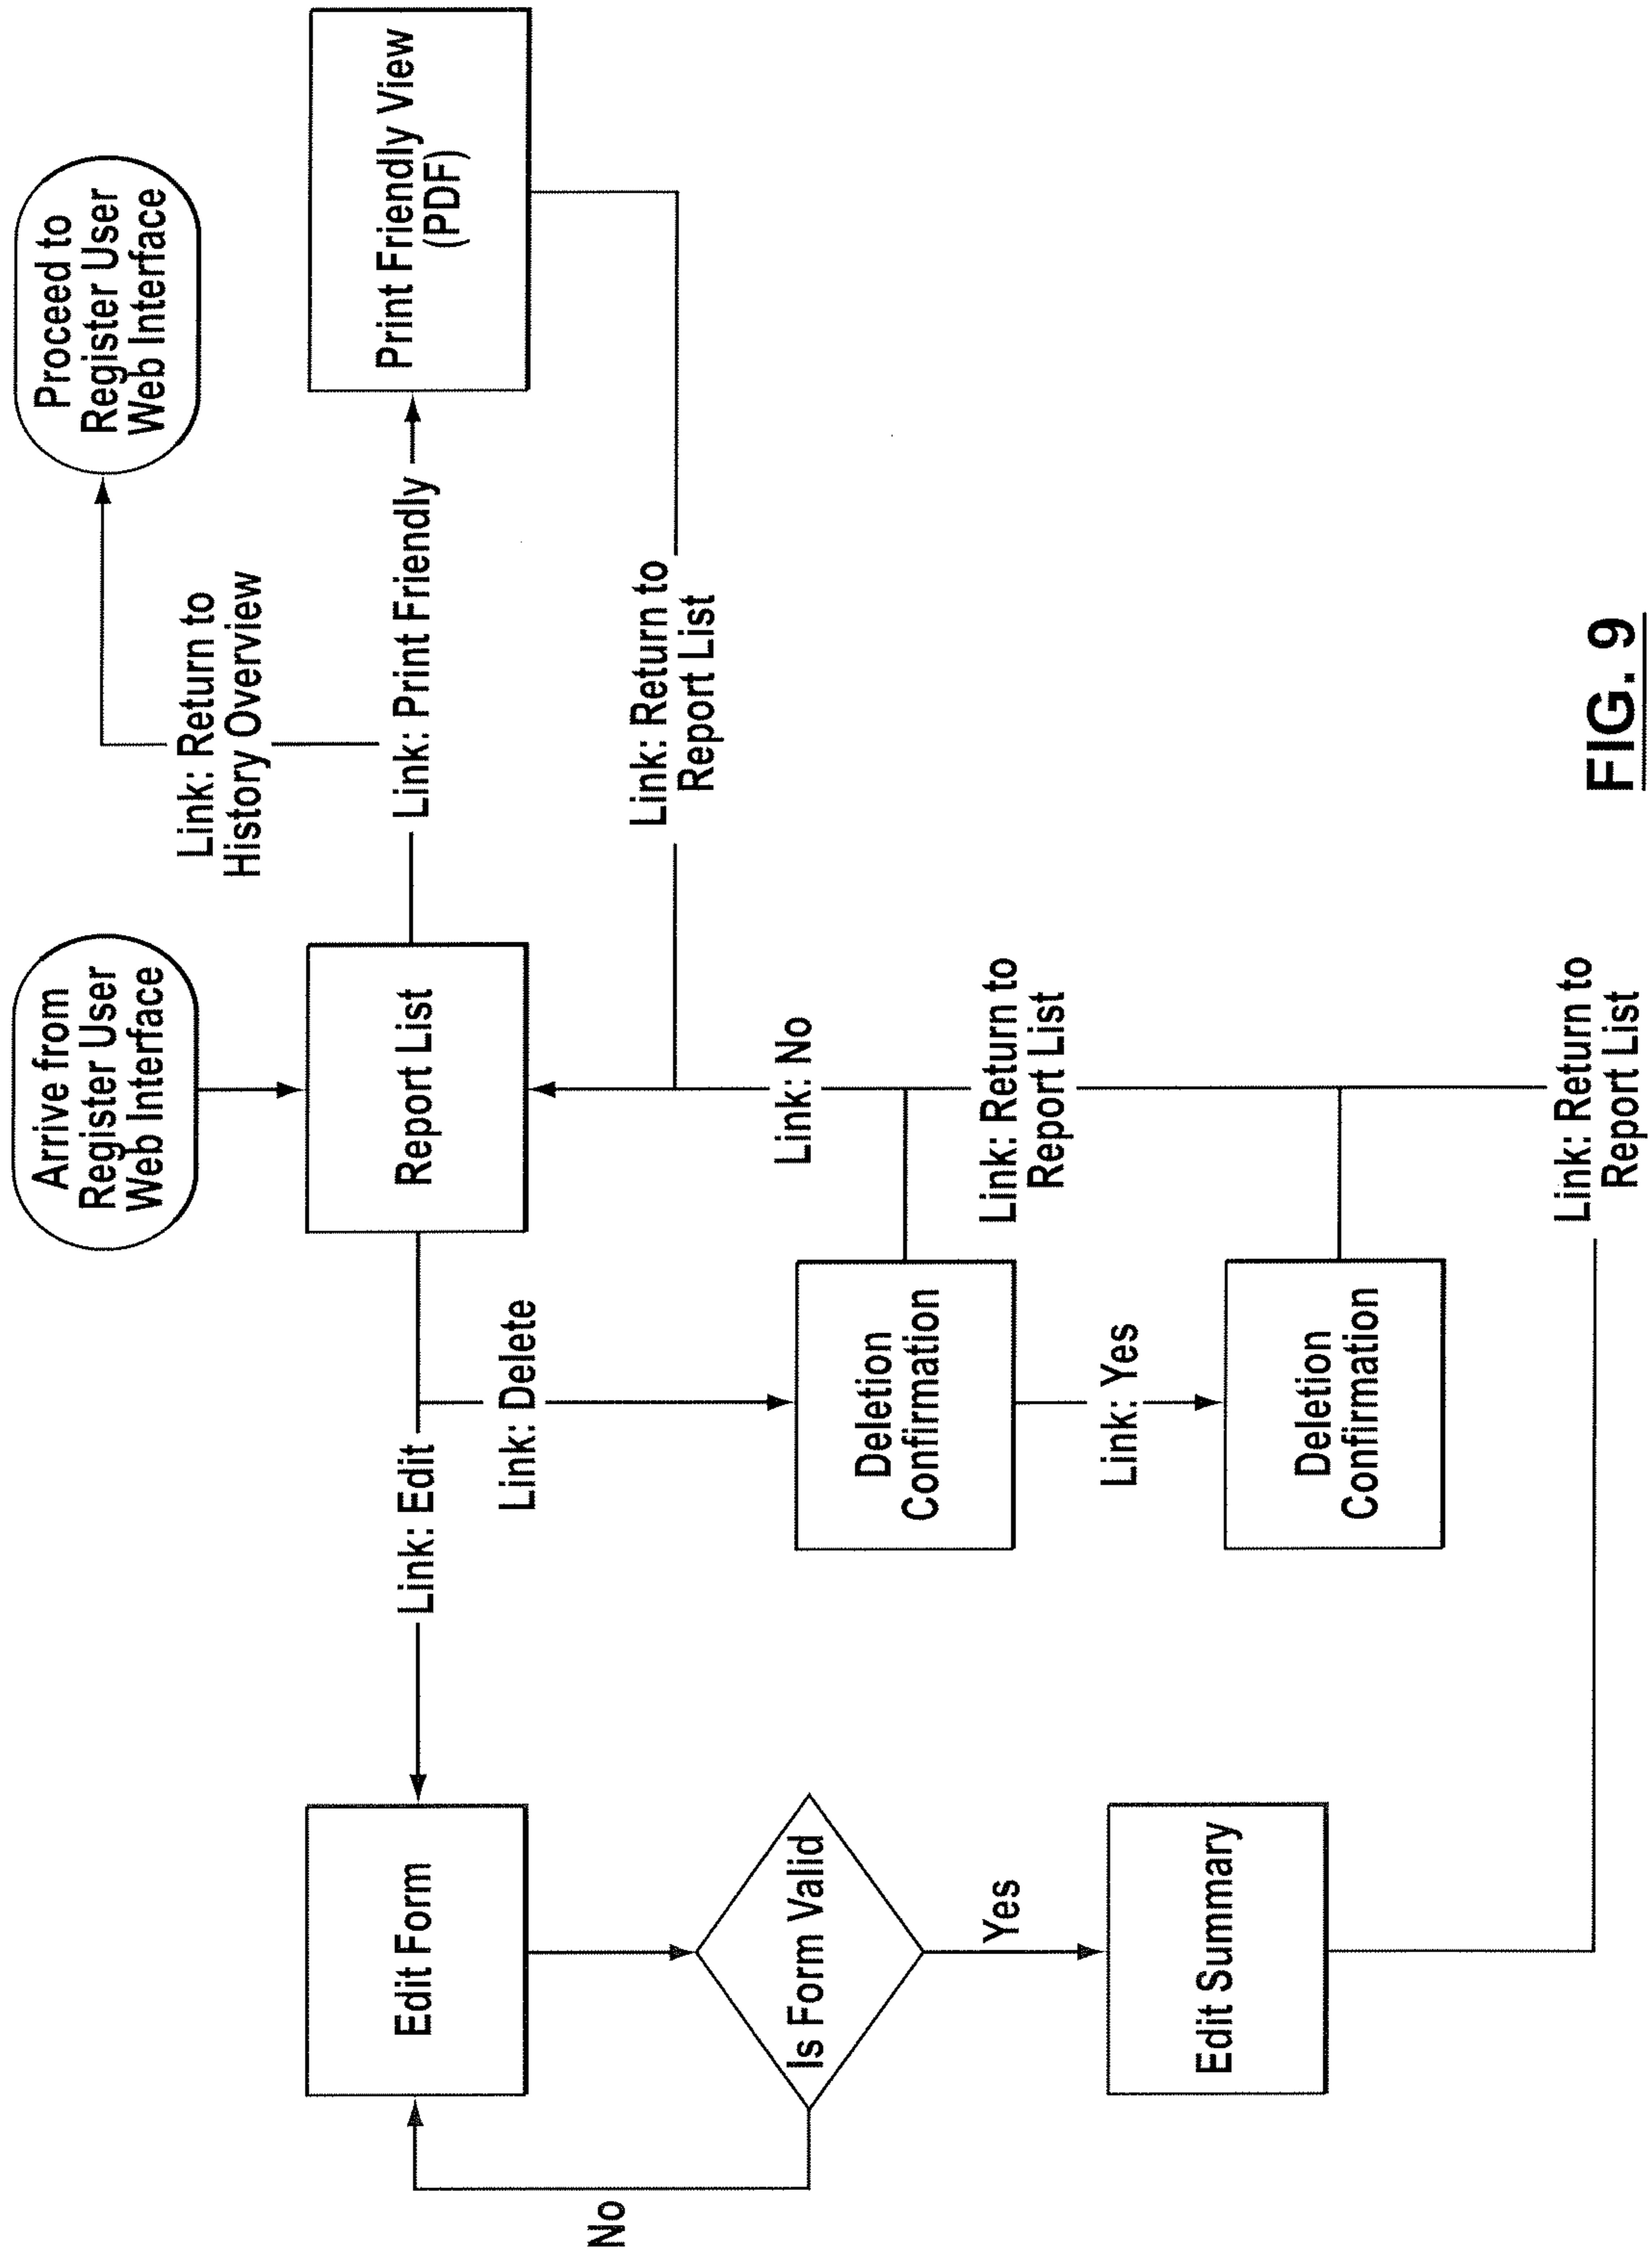 Arrive from
Register User
Web Interface
Proceed to
Register User
Web Interface
Link: Return to
History Overview
Edit Form
Link: Edit
Report List
Link: Print Friendly
Print Friendly View
(PDF)
Link: Delete
No
Link: Return to
Report List
Is Form Valid
Link: No
Deletion
Confirmation
Yes
Link: Return to
Report List
Link: Yes
Edit Summary
Deletion
Confirmation
Link: Return to
Report List
FIG. 9